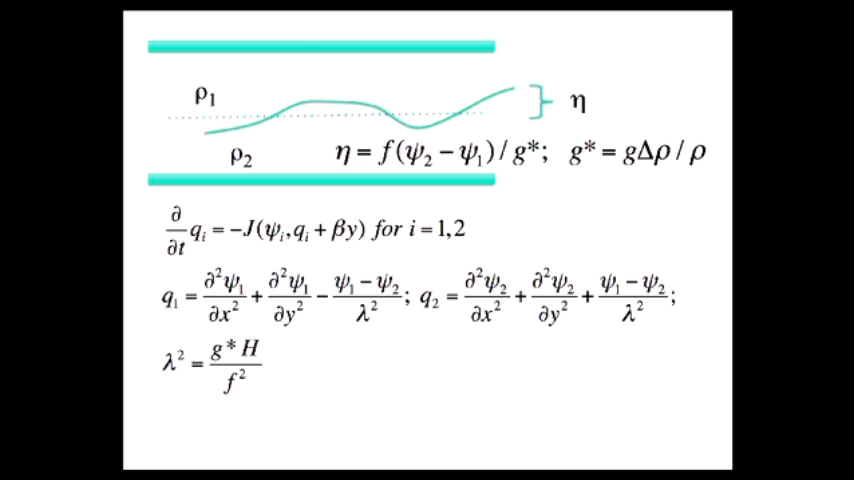 ρ₁
η
ρ₂ η = f(ψ₂ − ψ₁) / g*; g* = gΔρ / ρ
∂/∂t qᵢ = −J(ψᵢ, qᵢ + βy) for i = 1,2
q₁ = ∂²ψ₁/∂x² + ∂²ψ₁/∂y² − (ψ₁ − ψ₂)/λ²; q₂ = ∂²ψ₂/∂x² + ∂²ψ₂/∂y² + (ψ₁ − ψ₂)/λ²;
λ² = g* H/f²